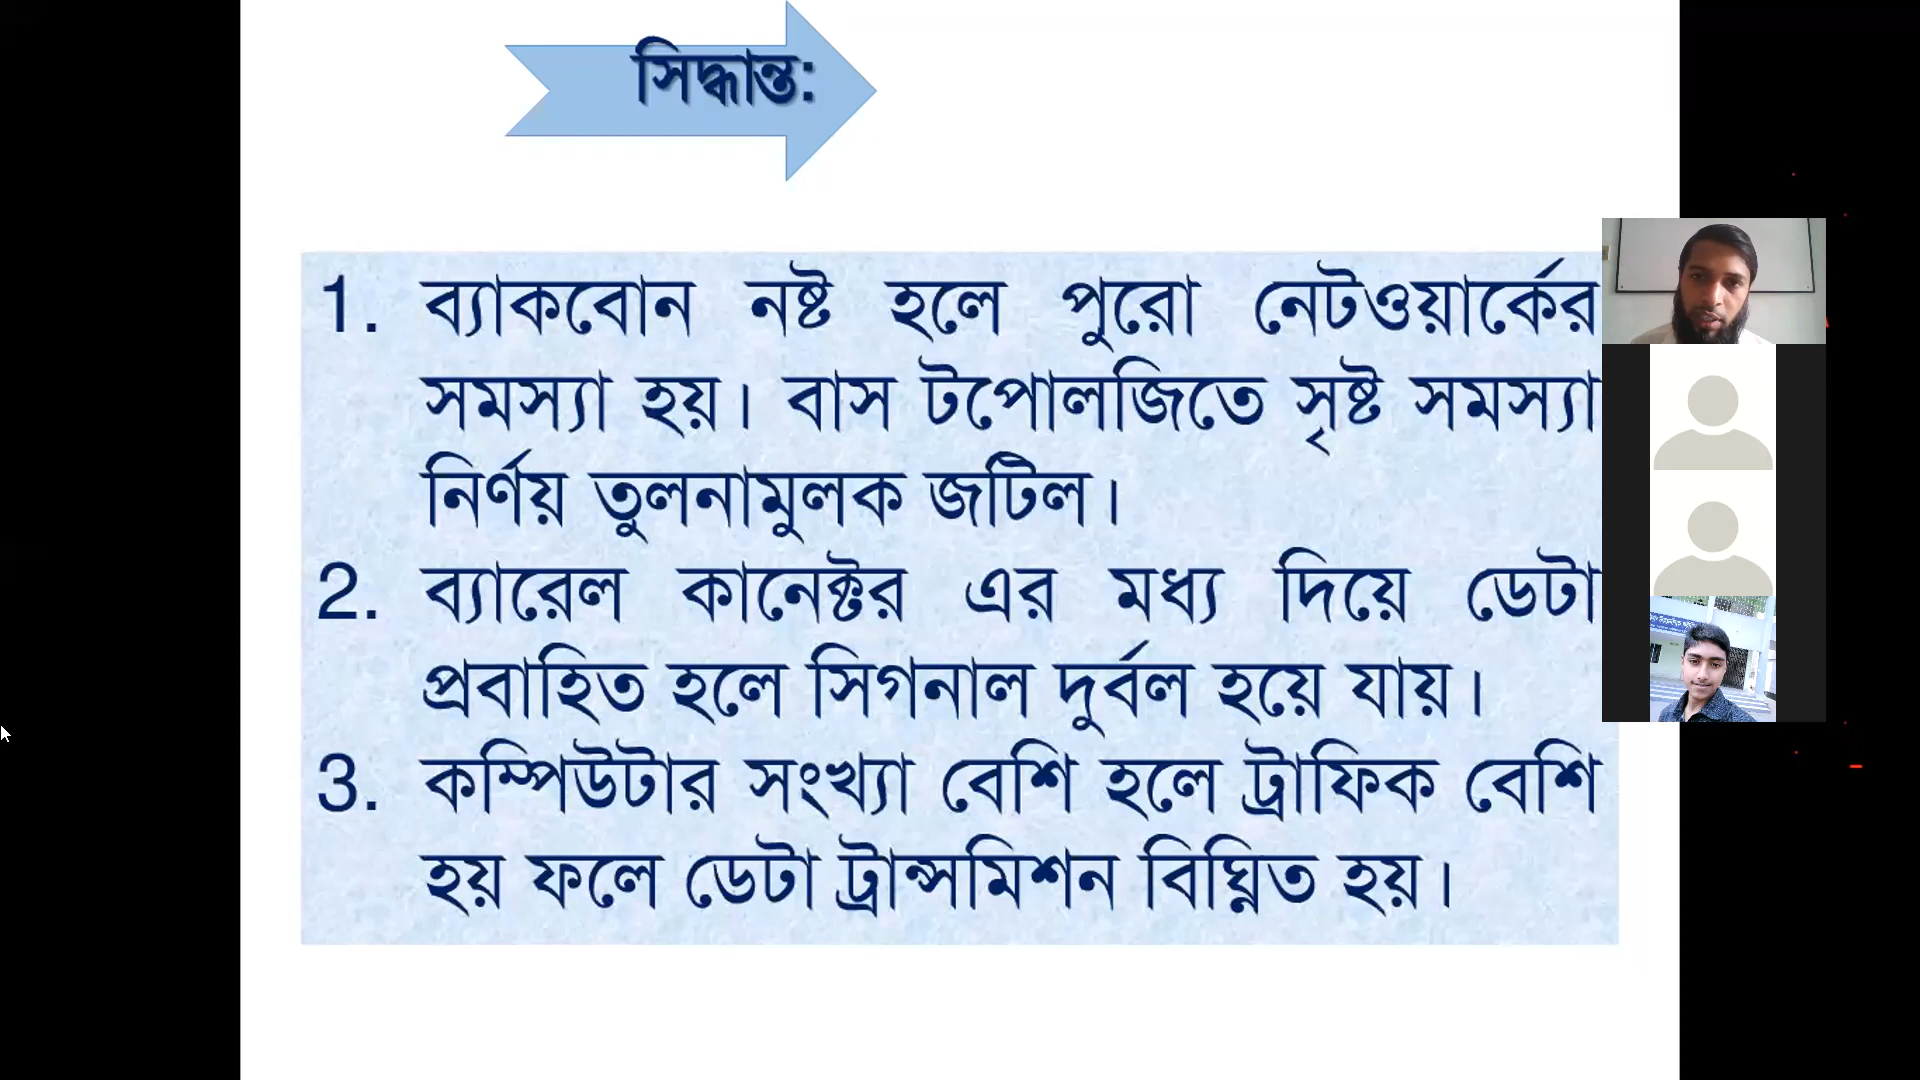 সিদ্ধান্ত:
1. ব্যাকবোন নষ্ট হলে পুরো নেটওয়ার্কের
সমস্যা হয়। বাস টপোলজিতে সৃষ্ট সমস্যা
নির্ণয় তুলনামুলক জটিল।
2. ব্যারেল কানেক্টর এর মধ্য দিয়ে ডেটা
প্রবাহিত হলে সিগনাল দুর্বল হয়ে যায়।
3. কম্পিউটার সংখ্যা বেশি হলে ট্রাফিক বেশি
হয় ফলে ডেটা ট্রান্সমিশন বিঘ্নিত হয়।